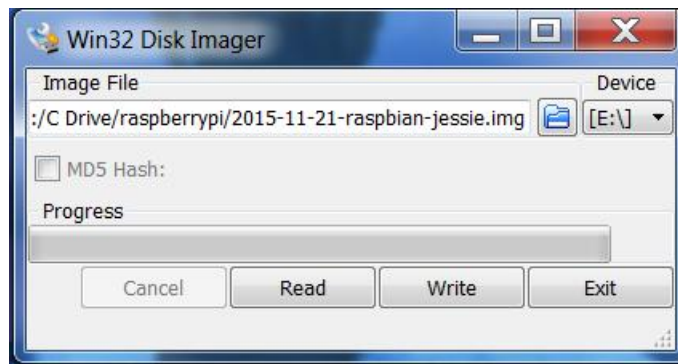 Win32 Disk Imager
Image File Device
:/C Drive/raspberrypi/2015-11-21-raspbian-jessie.img [E:\]
MD5 Hash:
Progress
Cancel Read Write Exit